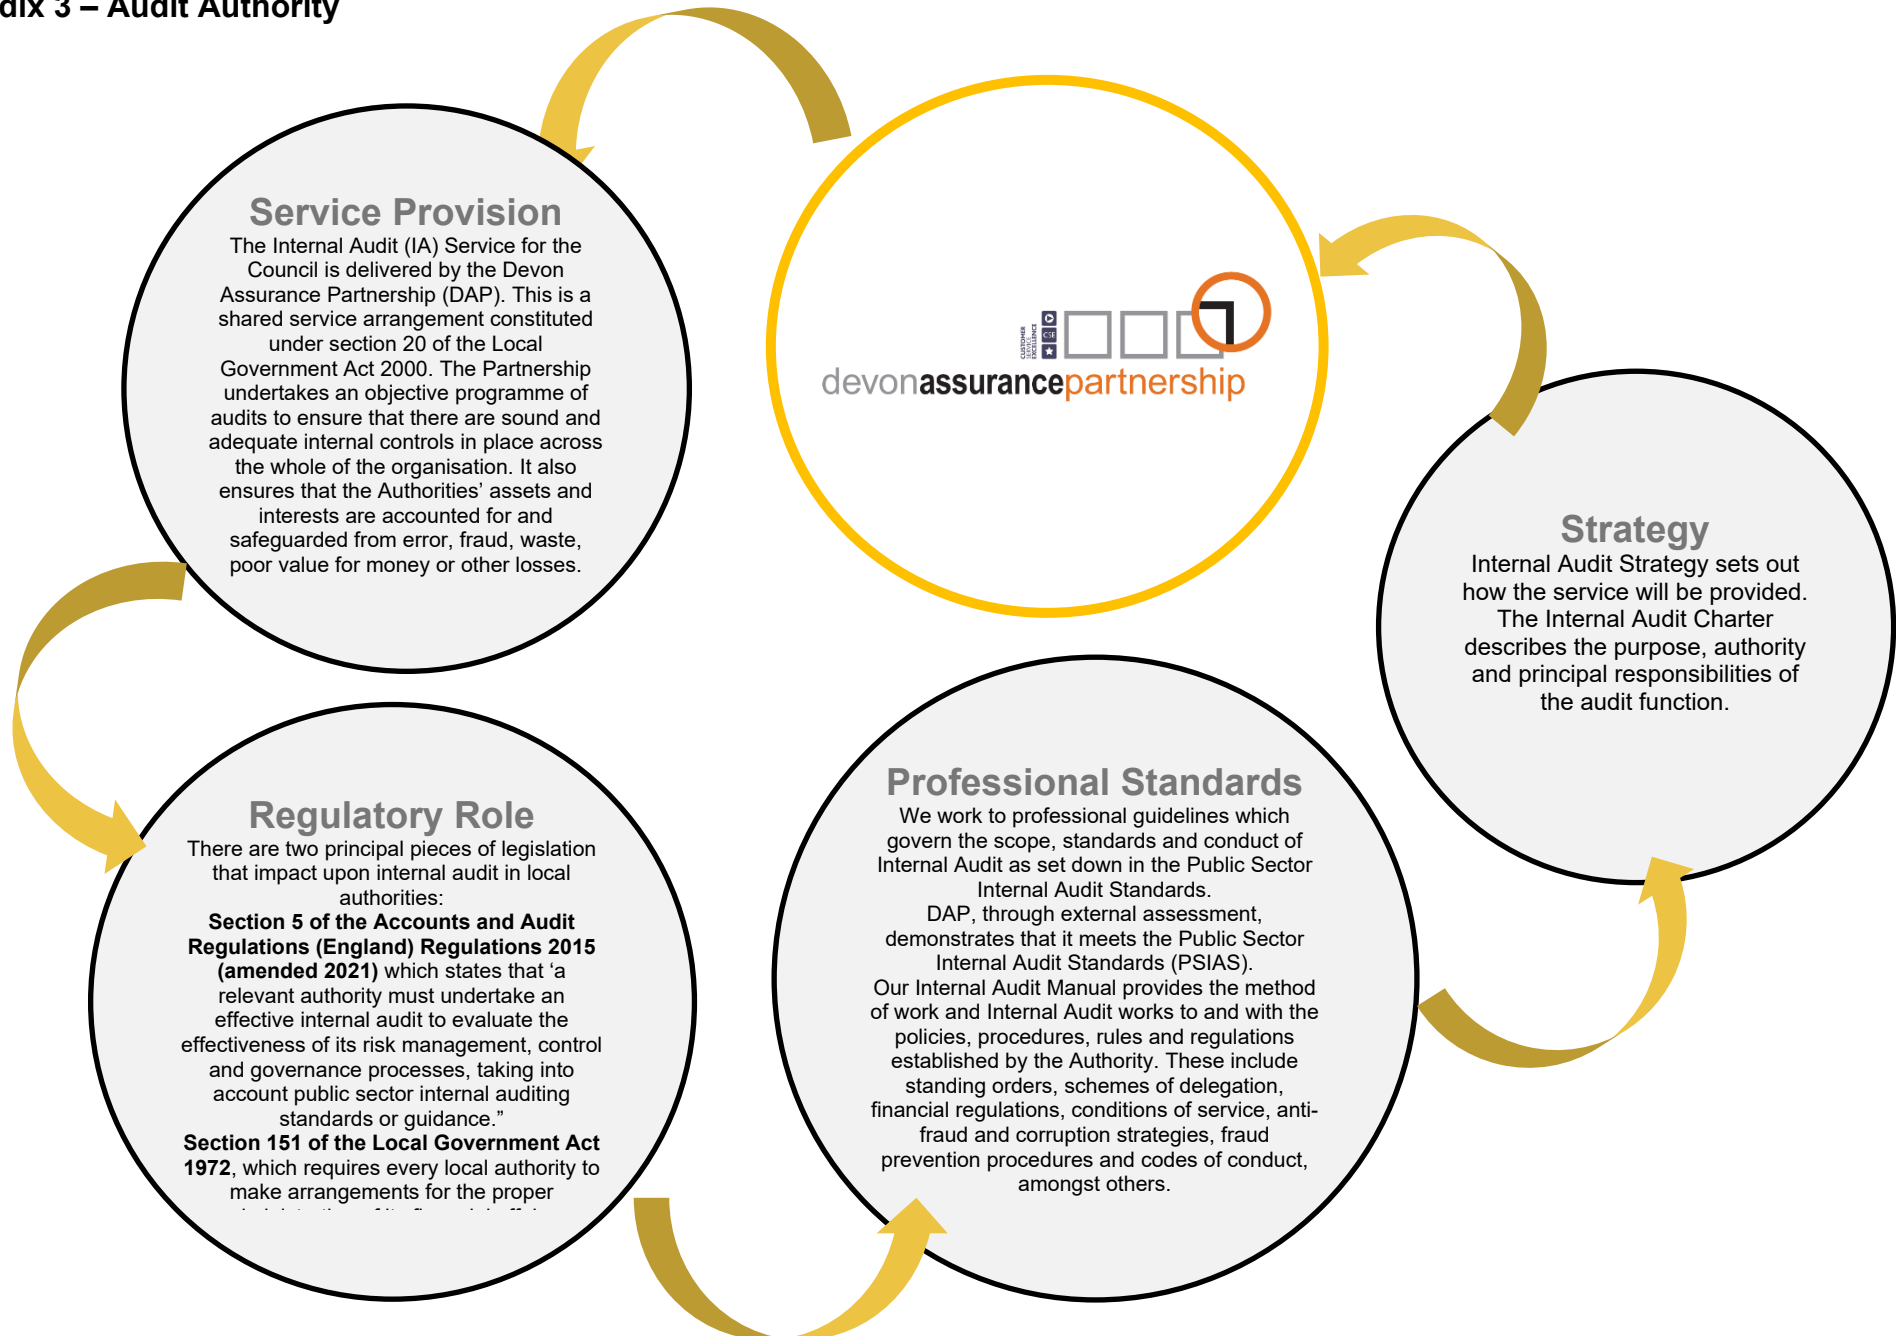 dix 3 – Audit Authority
Service Provision
The Internal Audit (IA) Service for the
Council is delivered by the Devon
Assurance Partnership (DAP). This is a
shared service arrangement constituted
under section 20 of the Local
Government Act 2000. The Partnership
undertakes an objective programme of
audits to ensure that there are sound and
adequate internal controls in place across
the whole of the organisation. It also
ensures that the Authorities’ assets and
interests are accounted for and
safeguarded from error, fraud, waste,
poor value for money or other losses.
Regulatory Role
There are two principal pieces of legislation
that impact upon internal audit in local
authorities:
Section 5 of the Accounts and Audit
Regulations (England) Regulations 2015
(amended 2021) which states that ‘a
relevant authority must undertake an
effective internal audit to evaluate the
effectiveness of its risk management, control
and governance processes, taking into
account public sector internal auditing
standards or guidance.”
Section 151 of the Local Government Act
1972, which requires every local authority to
make arrangements for the proper
Professional Standards
We work to professional guidelines which
govern the scope, standards and conduct of
Internal Audit as set down in the Public Sector
Internal Audit Standards.
DAP, through external assessment,
demonstrates that it meets the Public Sector
Internal Audit Standards (PSIAS).
Our Internal Audit Manual provides the method
of work and Internal Audit works to and with the
policies, procedures, rules and regulations
established by the Authority. These include
standing orders, schemes of delegation,
financial regulations, conditions of service, anti-
fraud and corruption strategies, fraud
prevention procedures and codes of conduct,
amongst others.
Strategy
Internal Audit Strategy sets out
how the service will be provided.
The Internal Audit Charter
describes the purpose, authority
and principal responsibilities of
the audit function.
CUSTOMER
SERVICE
EXCELLENCE
CSE
devonassurancepartnership